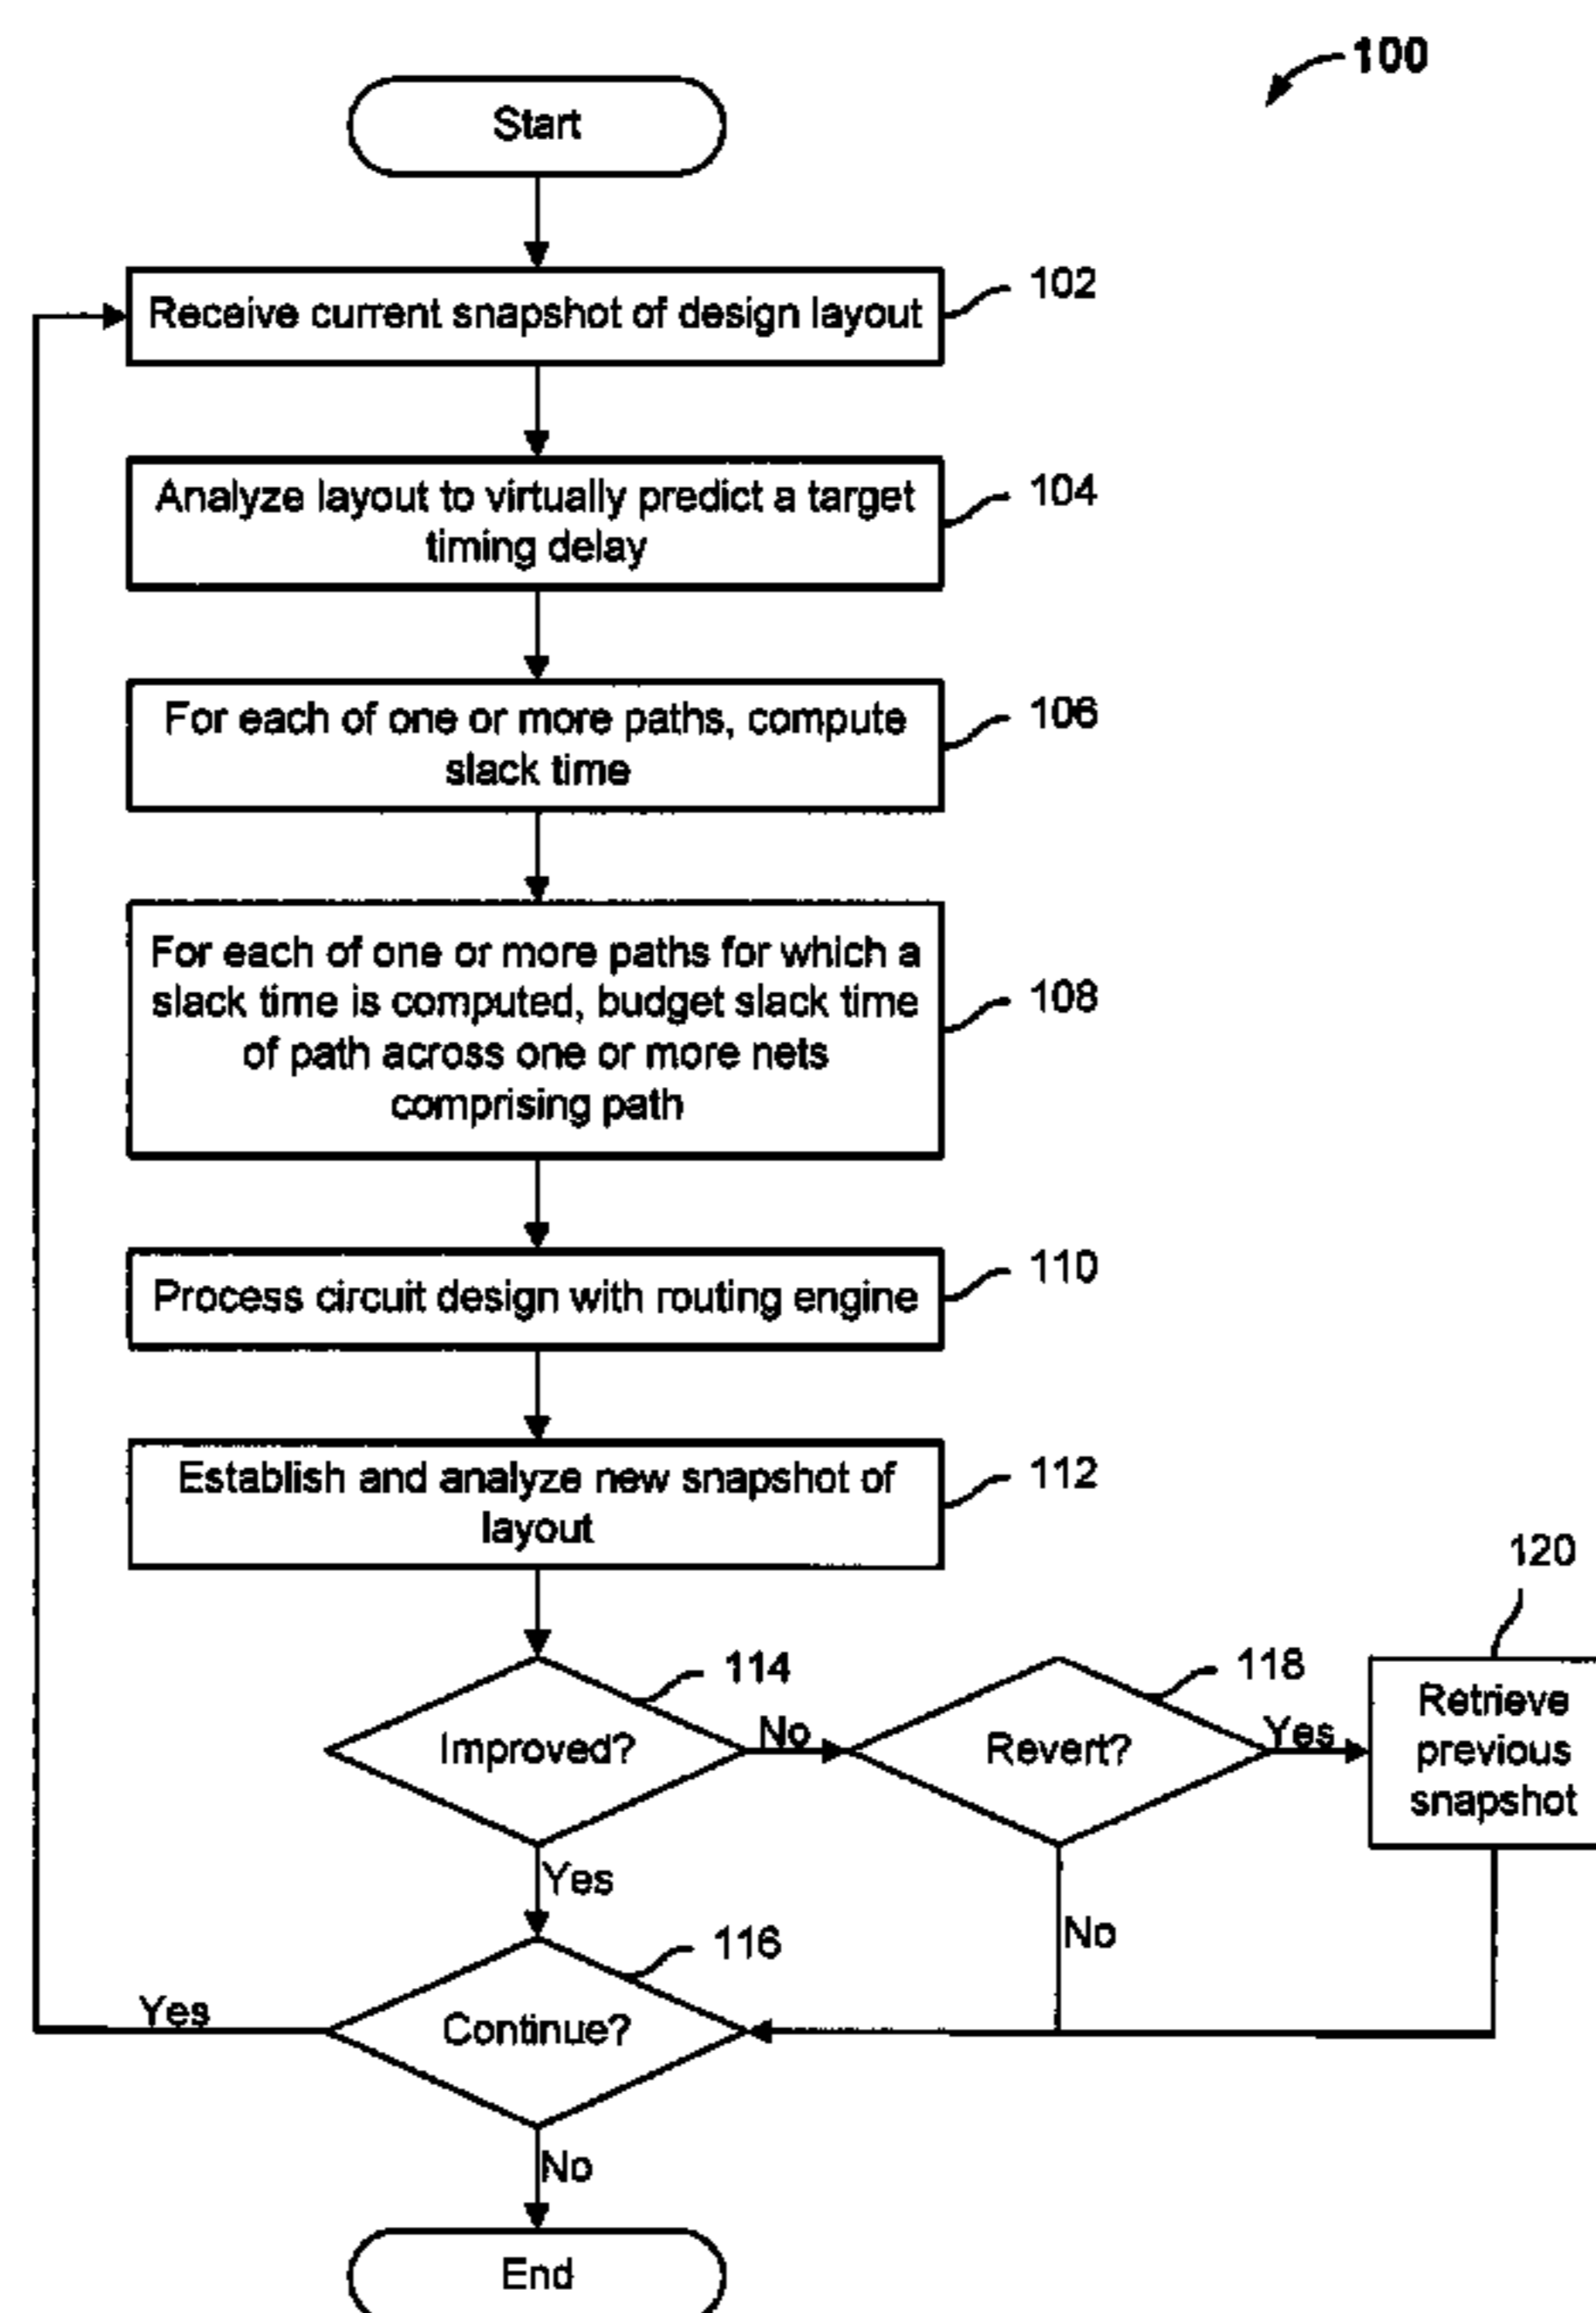 100
Start
Receive current snapshot of design layout
102
Analyze layout to virtually predict a target
timing delay
104
For each of one or more paths, compute
slack time
106
For each of one or more paths for which a
slack time is computed, budget slack time
of path across one or more nets
comprising path
108
Process circuit design with routing engine
110
Establish and analyze new snapshot of
layout
112
Improved?
114
No
Revert?
118
Yes
Retrieve
previous
snapshot
120
Yes
No
Continue?
116
Yes
No
End